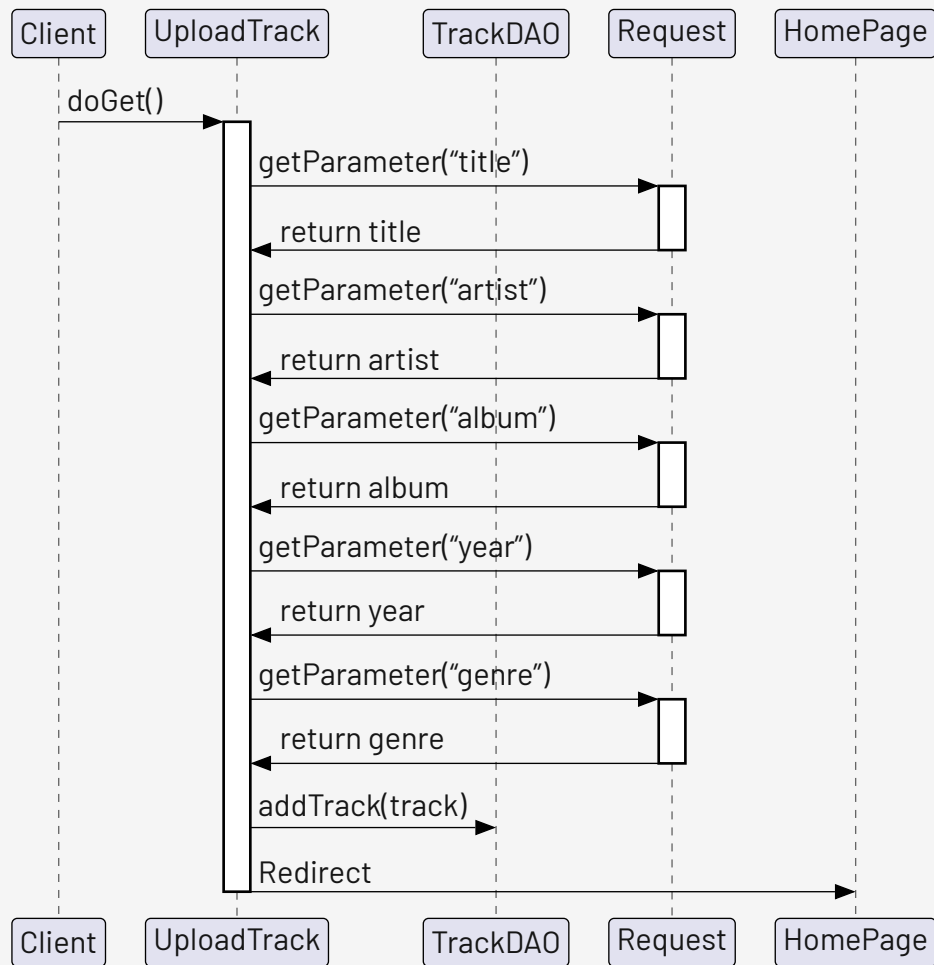 Client UploadTrack TrackDAO Request HomePage
doGet()
getParameter(“title”)
return title
getParameter(“artist”)
return artist
getParameter(“album”)
return album
getParameter(“year”)
return year
getParameter(“genre”)
return genre
addTrack(track)
Redirect
Client UploadTrack TrackDAO Request HomePage